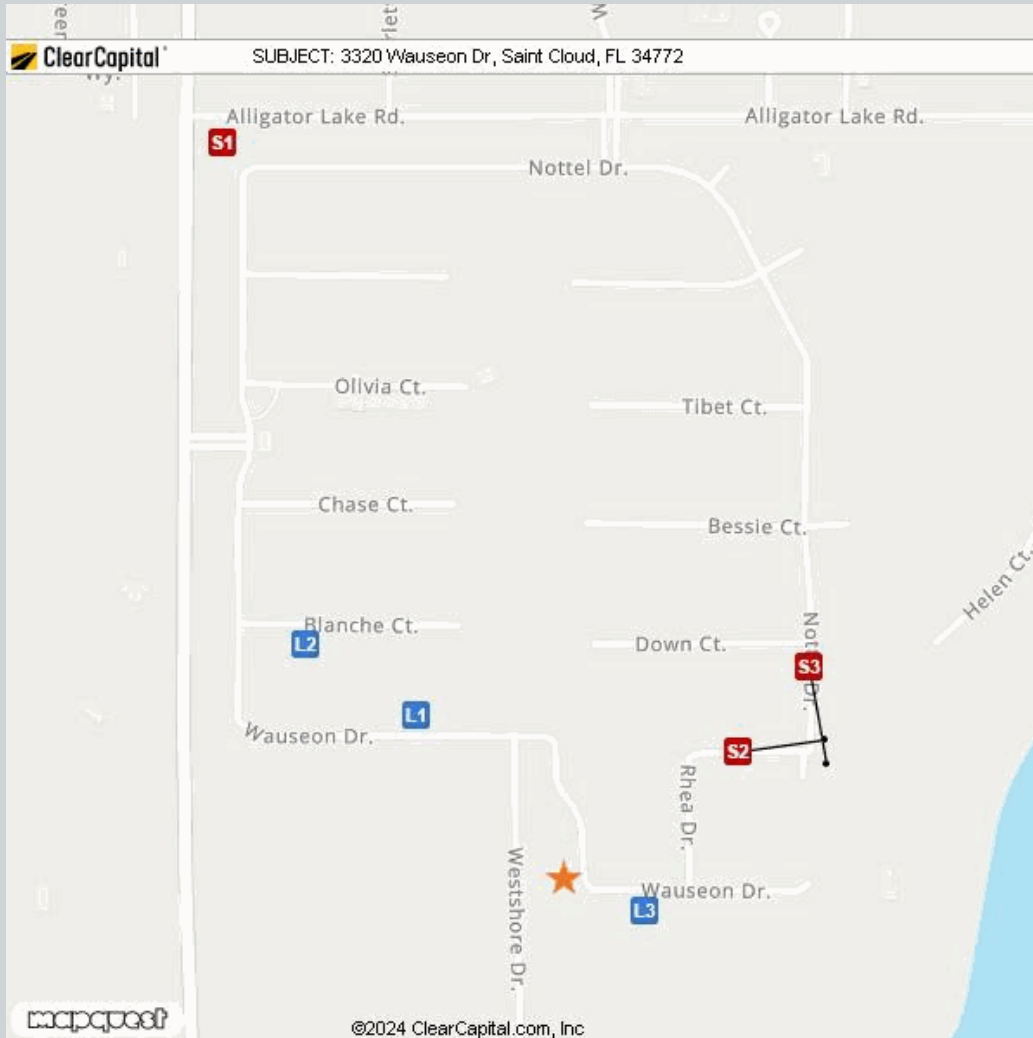 ClearCapital
SUBJECT: 3320 Wauseon Dr, Saint Cloud, FL 34772
Wy.
Alligator Lake Rd.
Alligator Lake Rd.
S1
Nottel Dr.
Olivia Ct.
Tibet Ct.
Chase Ct.
Bessie Ct.
Helen Ct.
Blanche Ct.
L2
Down Ct.
S3
L1
Wauseon Dr.
S2
Rhea Dr.
Westshore Dr.
Wauseon Dr.
L3
mapquest
©2024 ClearCapital.com, Inc